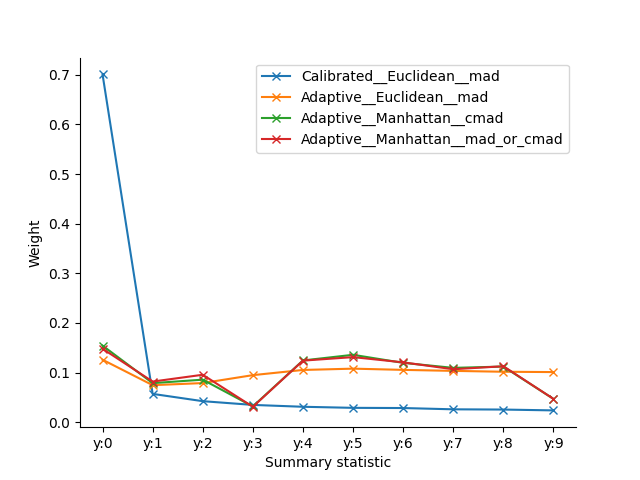 Calibrated__Euclidean__mad
Adaptive__Euclidean__mad
Adaptive__Manhattan__cmad
Adaptive__Manhattan__mad_or_cmad
Weight
0.7
0.6
0.5
0.4
0.3
0.2
0.1
0.0
y:0 y:1 y:2 y:3 y:4 y:5 y:6 y:7 y:8 y:9
Summary statistic